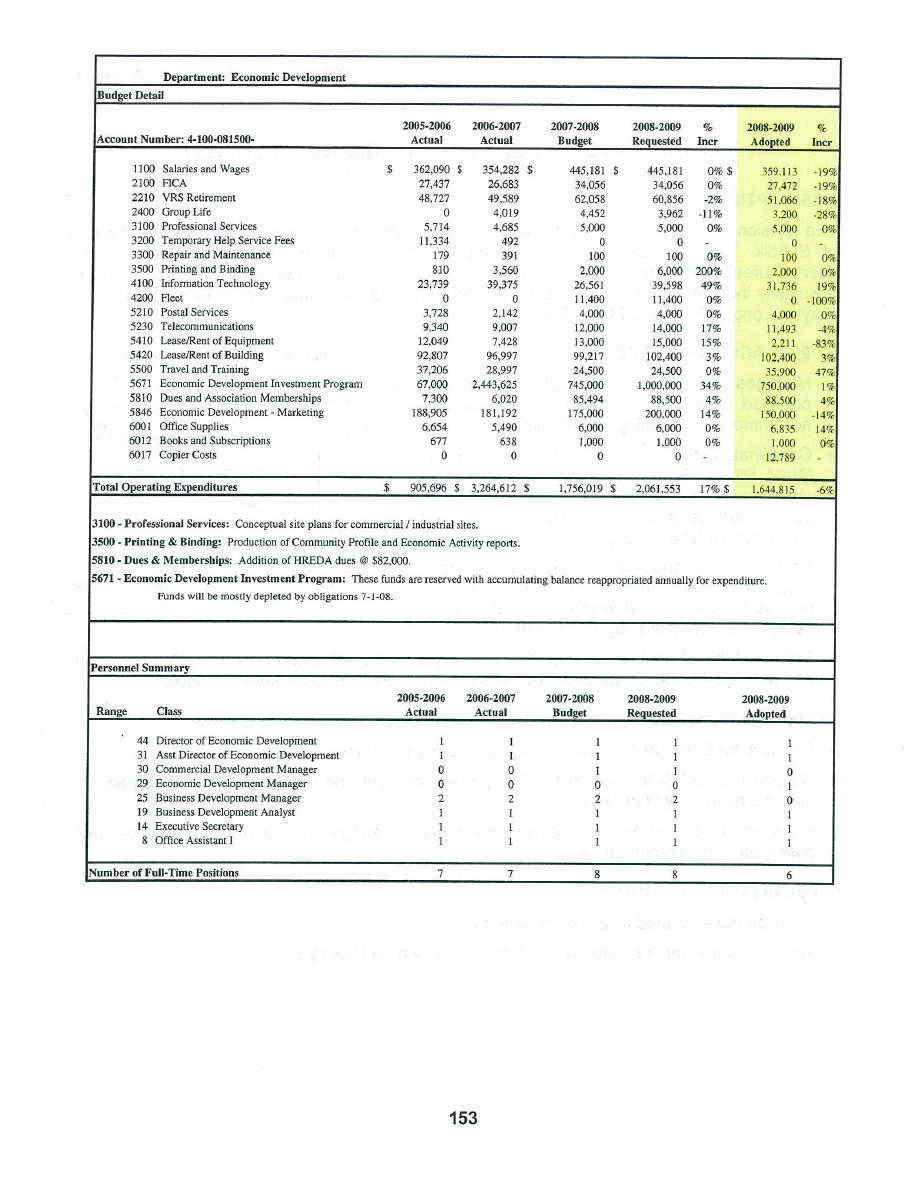 Department: Economic Development
Budget Detail
2005-2006 2006-2007 2007-2008 2008-2009 % 2008-2009 %
Account Number: 4-100-081500- Actual Actual Budget Requested Incr Adopted Incr
1100 Salaries and Wages $ 362,090 $ 354,282 $ 445,181 $ 445,181 0% $ 359,113 -19%
2100 FICA 27,437 26,683 34,056 34,056 0% 27,472 -19%
2210 VRS Retirement 48,727 49,589 62,058 60,856 -2% 51,066 -18%
2400 Group Life 0 4,019 4,452 3,962 -11% 3,200 -28%
3100 Professional Services 5,714 4,685 5,000 5,000 0% 5,000 0%
3200 Temporary Help Service Fees 11,334 492 0 0 - 0 -
3300 Repair and Maintenance 179 391 100 100 0% 100 0%
3500 Printing and Binding 810 3,560 2,000 6,000 200% 2,000 0%
4100 Information Technology 23,739 39,375 26,561 39,598 49% 31,736 19%
4200 Fleet 0 0 11,400 11,400 0% 0 -100%
5210 Postal Services 3,728 2,142 4,000 4,000 0% 4,000 0%
5230 Telecommunications 9,340 9,007 12,000 14,000 17% 11,493 -4%
5410 Lease/Rent of Equipment 12,049 7,428 13,000 15,000 15% 2,211 -83%
5420 Lease/Rent of Building 92,807 96,997 99,217 102,400 3% 102,400 3%
5500 Travel and Training 37,206 28,997 24,500 24,500 0% 35,900 47%
5671 Economic Development Investment Program 67,000 2,443,625 745,000 1,000,000 34% 750,000 1%
5810 Dues and Association Memberships 7,300 6,020 85,494 88,500 4% 88,500 4%
5846 Economic Development - Marketing 188,905 181,192 175,000 200,000 14% 150,000 -14%
6001 Office Supplies 6,654 5,490 6,000 6,000 0% 6,835 14%
6012 Books and Subscriptions 677 638 1,000 1,000 0% 1,000 0%
6017 Copier Costs 0 0 0 0 - 12,789 -
Total Operating Expenditures $ 905,696 $ 3,264,612 $ 1,756,019 $ 2,061,553 17% $ 1,644,815 -6%
3100 - Professional Services: Conceptual site plans for commercial / industrial sites.
3500 - Printing & Binding: Production of Community Profile and Economic Activity reports.
5810 - Dues & Memberships: Addition of HREDA dues @ $82,000.
5671 - Economic Development Investment Program: These funds are reserved with accumulating balance reappropriated annually for expenditure.
Funds will be mostly depleted by obligations 7-1-08.
Personnel Summary
2005-2006 2006-2007 2007-2008 2008-2009 2008-2009
Range Class Actual Actual Budget Requested Adopted
44 Director of Economic Development 1 1 1 1 1
31 Asst Director of Economic Development 1 1 1 1 1
30 Commercial Development Manager 0 0 1 1 0
29 Economic Development Manager 0 0 0 0 1
25 Business Development Manager 2 2 2 2 0
19 Business Development Analyst 1 1 1 1 1
14 Executive Secretary 1 1 1 1 1
8 Office Assistant I 1 1 1 1 1
Number of Full-Time Positions 7 7 8 8 6
153